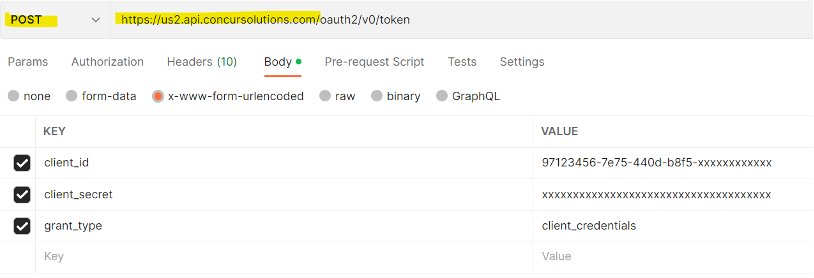 POST https://us2.api.concursolutions.com/oauth2/v0/token
Params Authorization Headers (10) Body Pre-request Script Tests Settings
none form-data x-www-form-urlencoded raw binary GraphQL
KEY VALUE
client_id 97123456-7e75-440d-b8f5-xxxxxxxxxxxx
client_secret xxxxxxxxxxxxxxxxxxxxxxxxxxxxxxxxxxxxx
grant_type client_credentials
Key Value